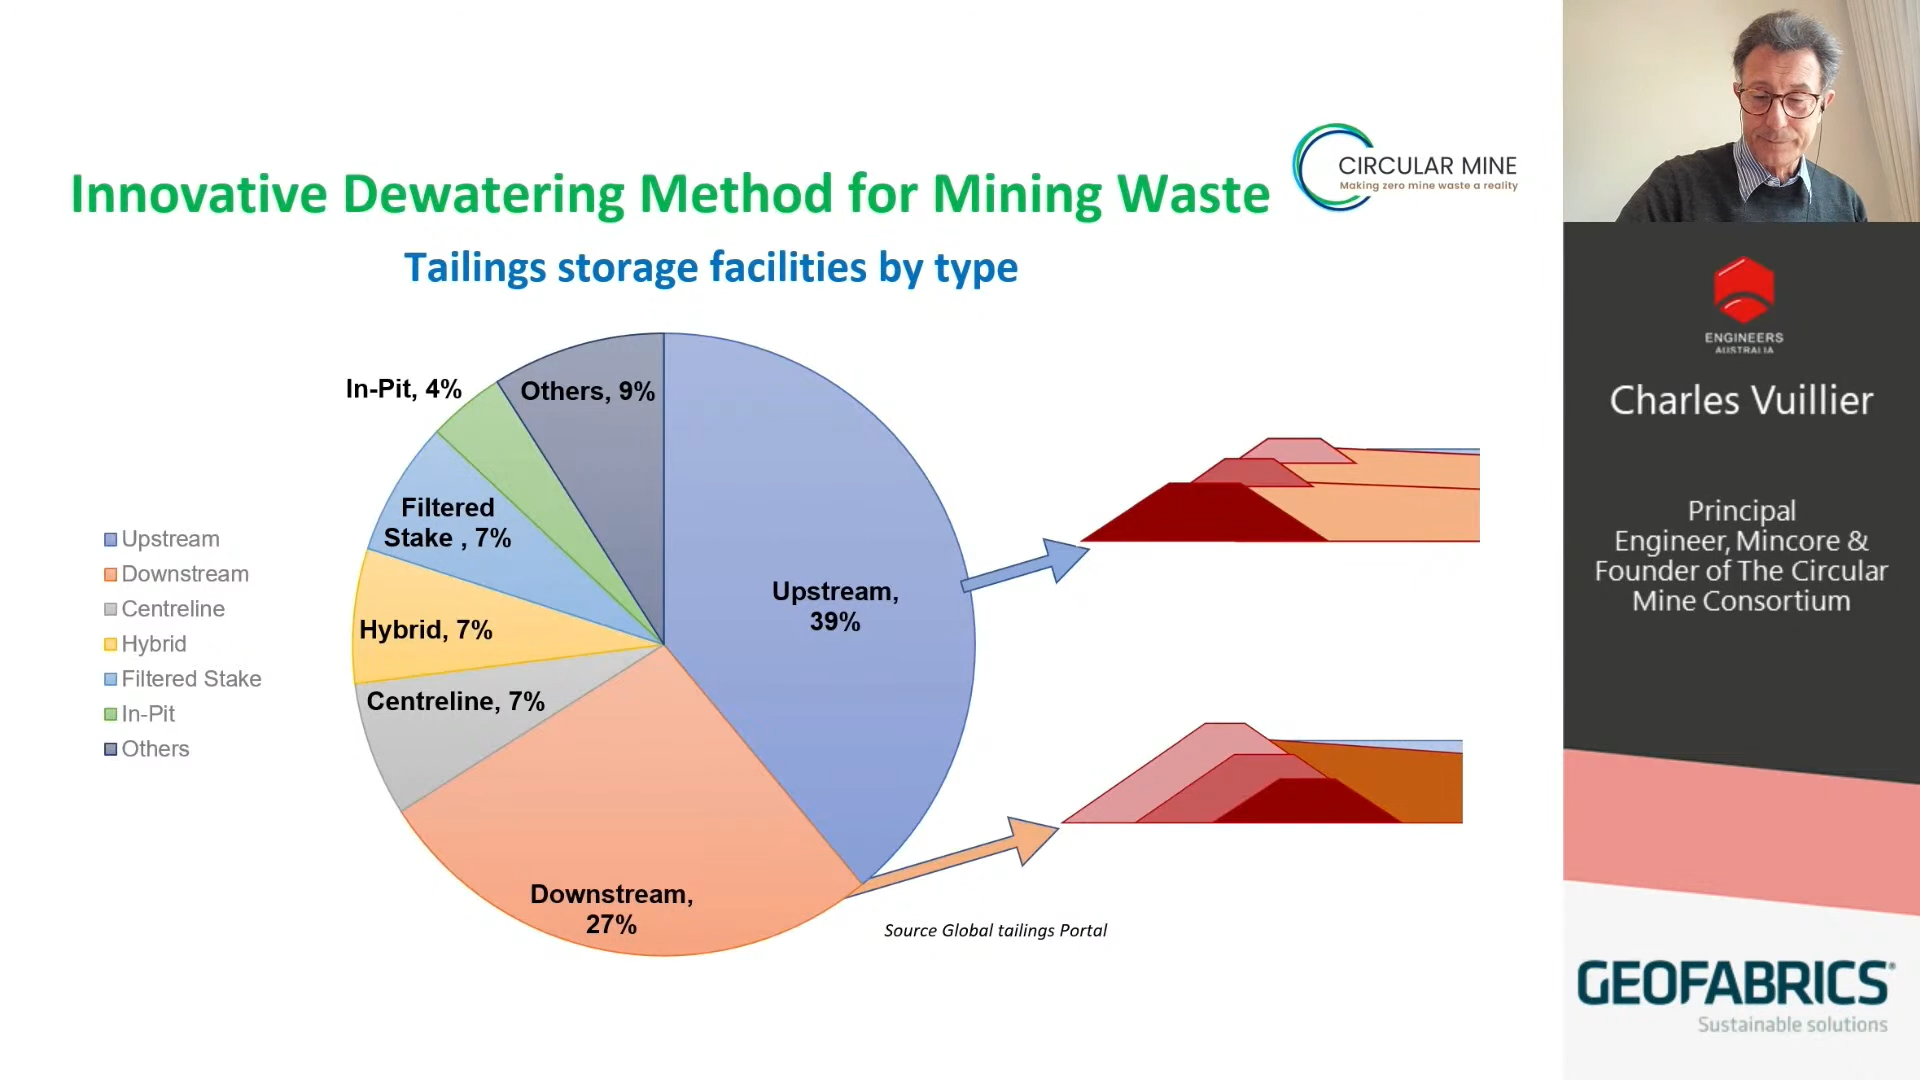 Innovative Dewatering Method for Mining Waste
CIRCULAR MINE
Making zero mine waste a reality
Tailings storage facilities by type
In-Pit, 4%
Others, 9%
Filtered
Stake , 7%
Upstream,
39%
Hybrid, 7%
Centreline, 7%
Downstream,
27%
Upstream
Downstream
Centreline
Hybrid
Filtered Stake
In-Pit
Others
Source Global tailings Portal
ENGINEERS
AUSTRALIA
Charles Vuillier
Principal
Engineer, Mincore &
Founder of The Circular
Mine Consortium
GEOFABRICS®
Sustainable solutions